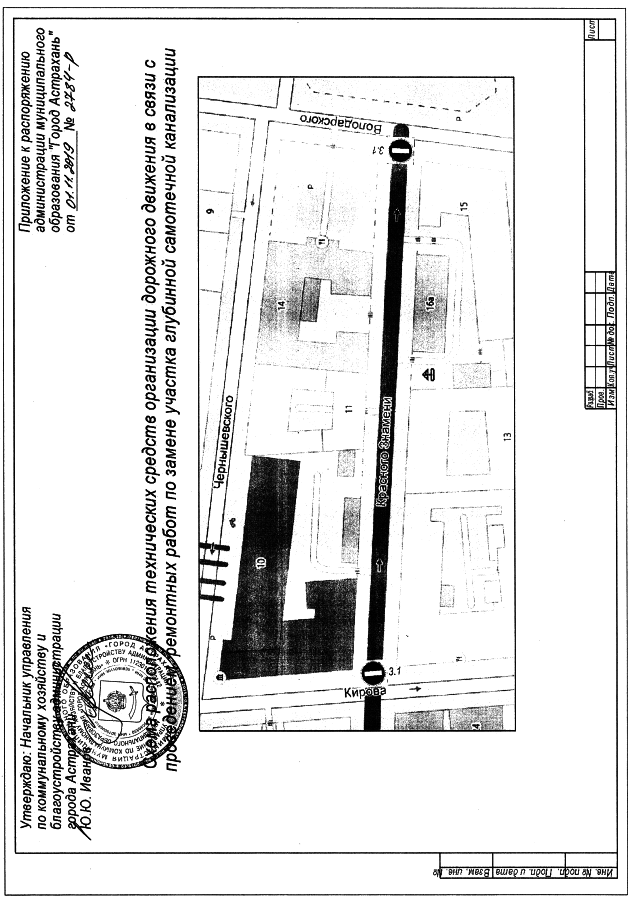 Приложение к распоряжению
администрации муниципального
образования "Город Астрахань"
от 01.11.2019 № 2784-р
Утверждаю: Начальник управления
по коммунальному хозяйству и
благоустройству администрации
города Астрахани
Ю.Ю. Иванов
Схема расположения технических средств организации дорожного движения в связи с
проведением ремонтных работ по замене участка глубинной самотечной канализации
Володарского
3.1
9
P
14
15
16а
Чернышевского
11
Красного Знамени
13
10
P
3.1
Кирова
Лист
Изм Кол.уч Лист № док. Подп. Дата
Разраб
Пров.
Инв. № подп. Подп. и дата Взам. инв. №